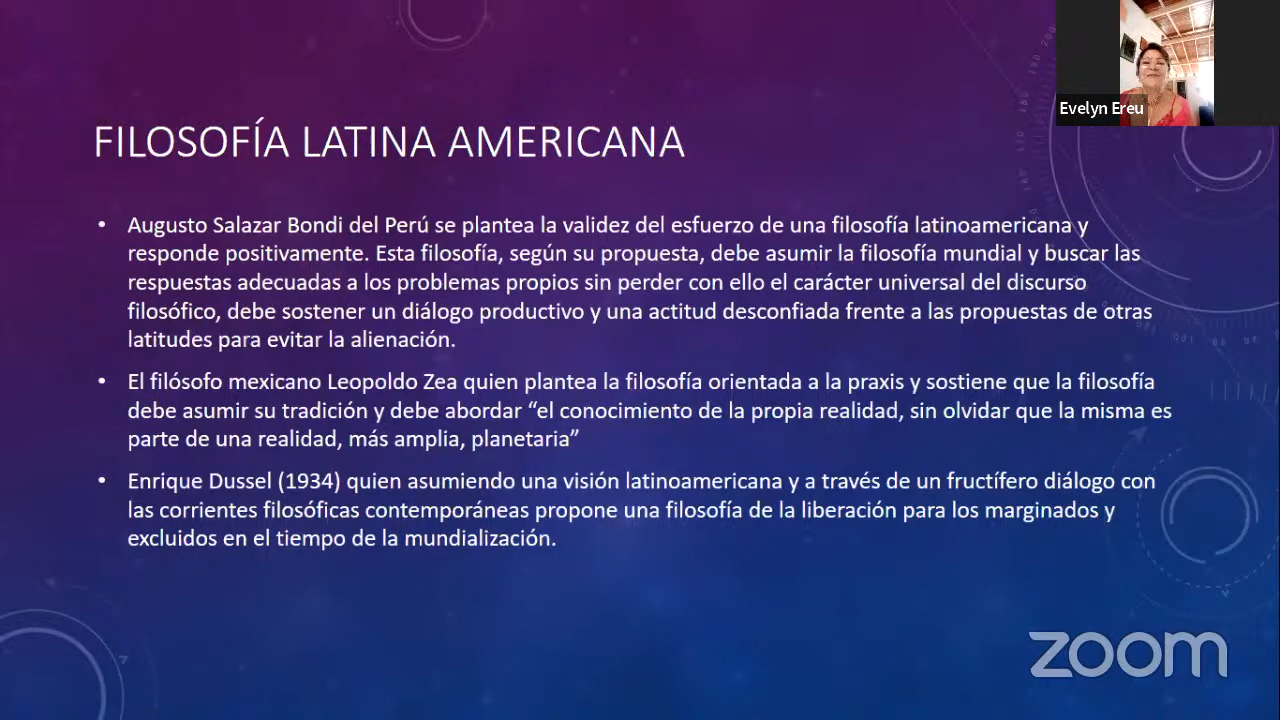 Evelyn Ereu
FILOSOFÍA LATINA AMERICANA
• Augusto Salazar Bondi del Perú se plantea la validez del esfuerzo de una filosofía latinoamericana y
responde positivamente. Esta filosofía, según su propuesta, debe asumir la filosofía mundial y buscar las
respuestas adecuadas a los problemas propios sin perder con ello el carácter universal del discurso
filosófico, debe sostener un diálogo productivo y una actitud desconfiada frente a las propuestas de otras
latitudes para evitar la alienación.
• El filósofo mexicano Leopoldo Zea quien plantea la filosofía orientada a la praxis y sostiene que la filosofía
debe asumir su tradición y debe abordar “el conocimiento de la propia realidad, sin olvidar que la misma es
parte de una realidad, más amplia, planetaria”
• Enrique Dussel (1934) quien asumiendo una visión latinoamericana y a través de un fructífero diálogo con
las corrientes filosóficas contemporáneas propone una filosofía de la liberación para los marginados y
excluidos en el tiempo de la mundialización.
zoom